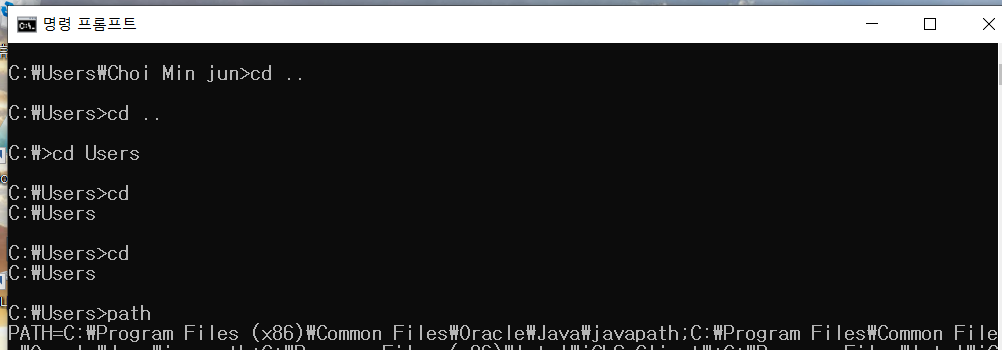 명령 프롬프트
C:₩Users₩Choi Min jun>cd ..
C:₩Users>cd ..
C:₩>cd Users
C:₩Users>cd
C:₩Users
C:₩Users>cd
C:₩Users
C:₩Users>path
PATH=C:₩Program Files (x86)₩Common Files₩Oracle₩Java₩javapath;C:₩Program Files₩Common File